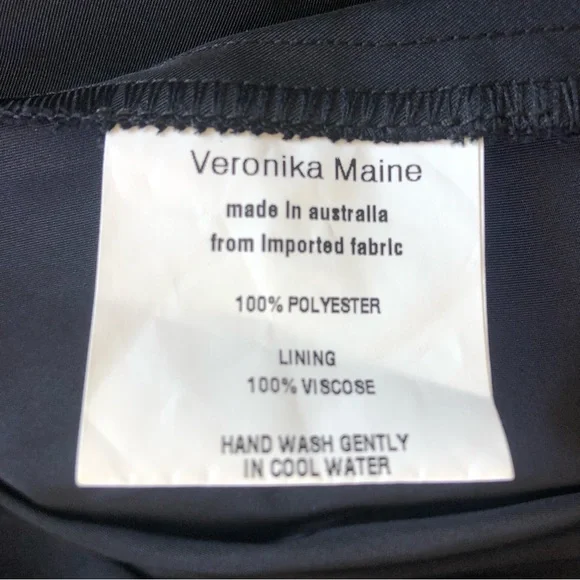 Veronika Maine
made in australia
from imported fabric
100% POLYESTER
LINING
100% VISCOSE
HAND WASH GENTLY
IN COOL WATER